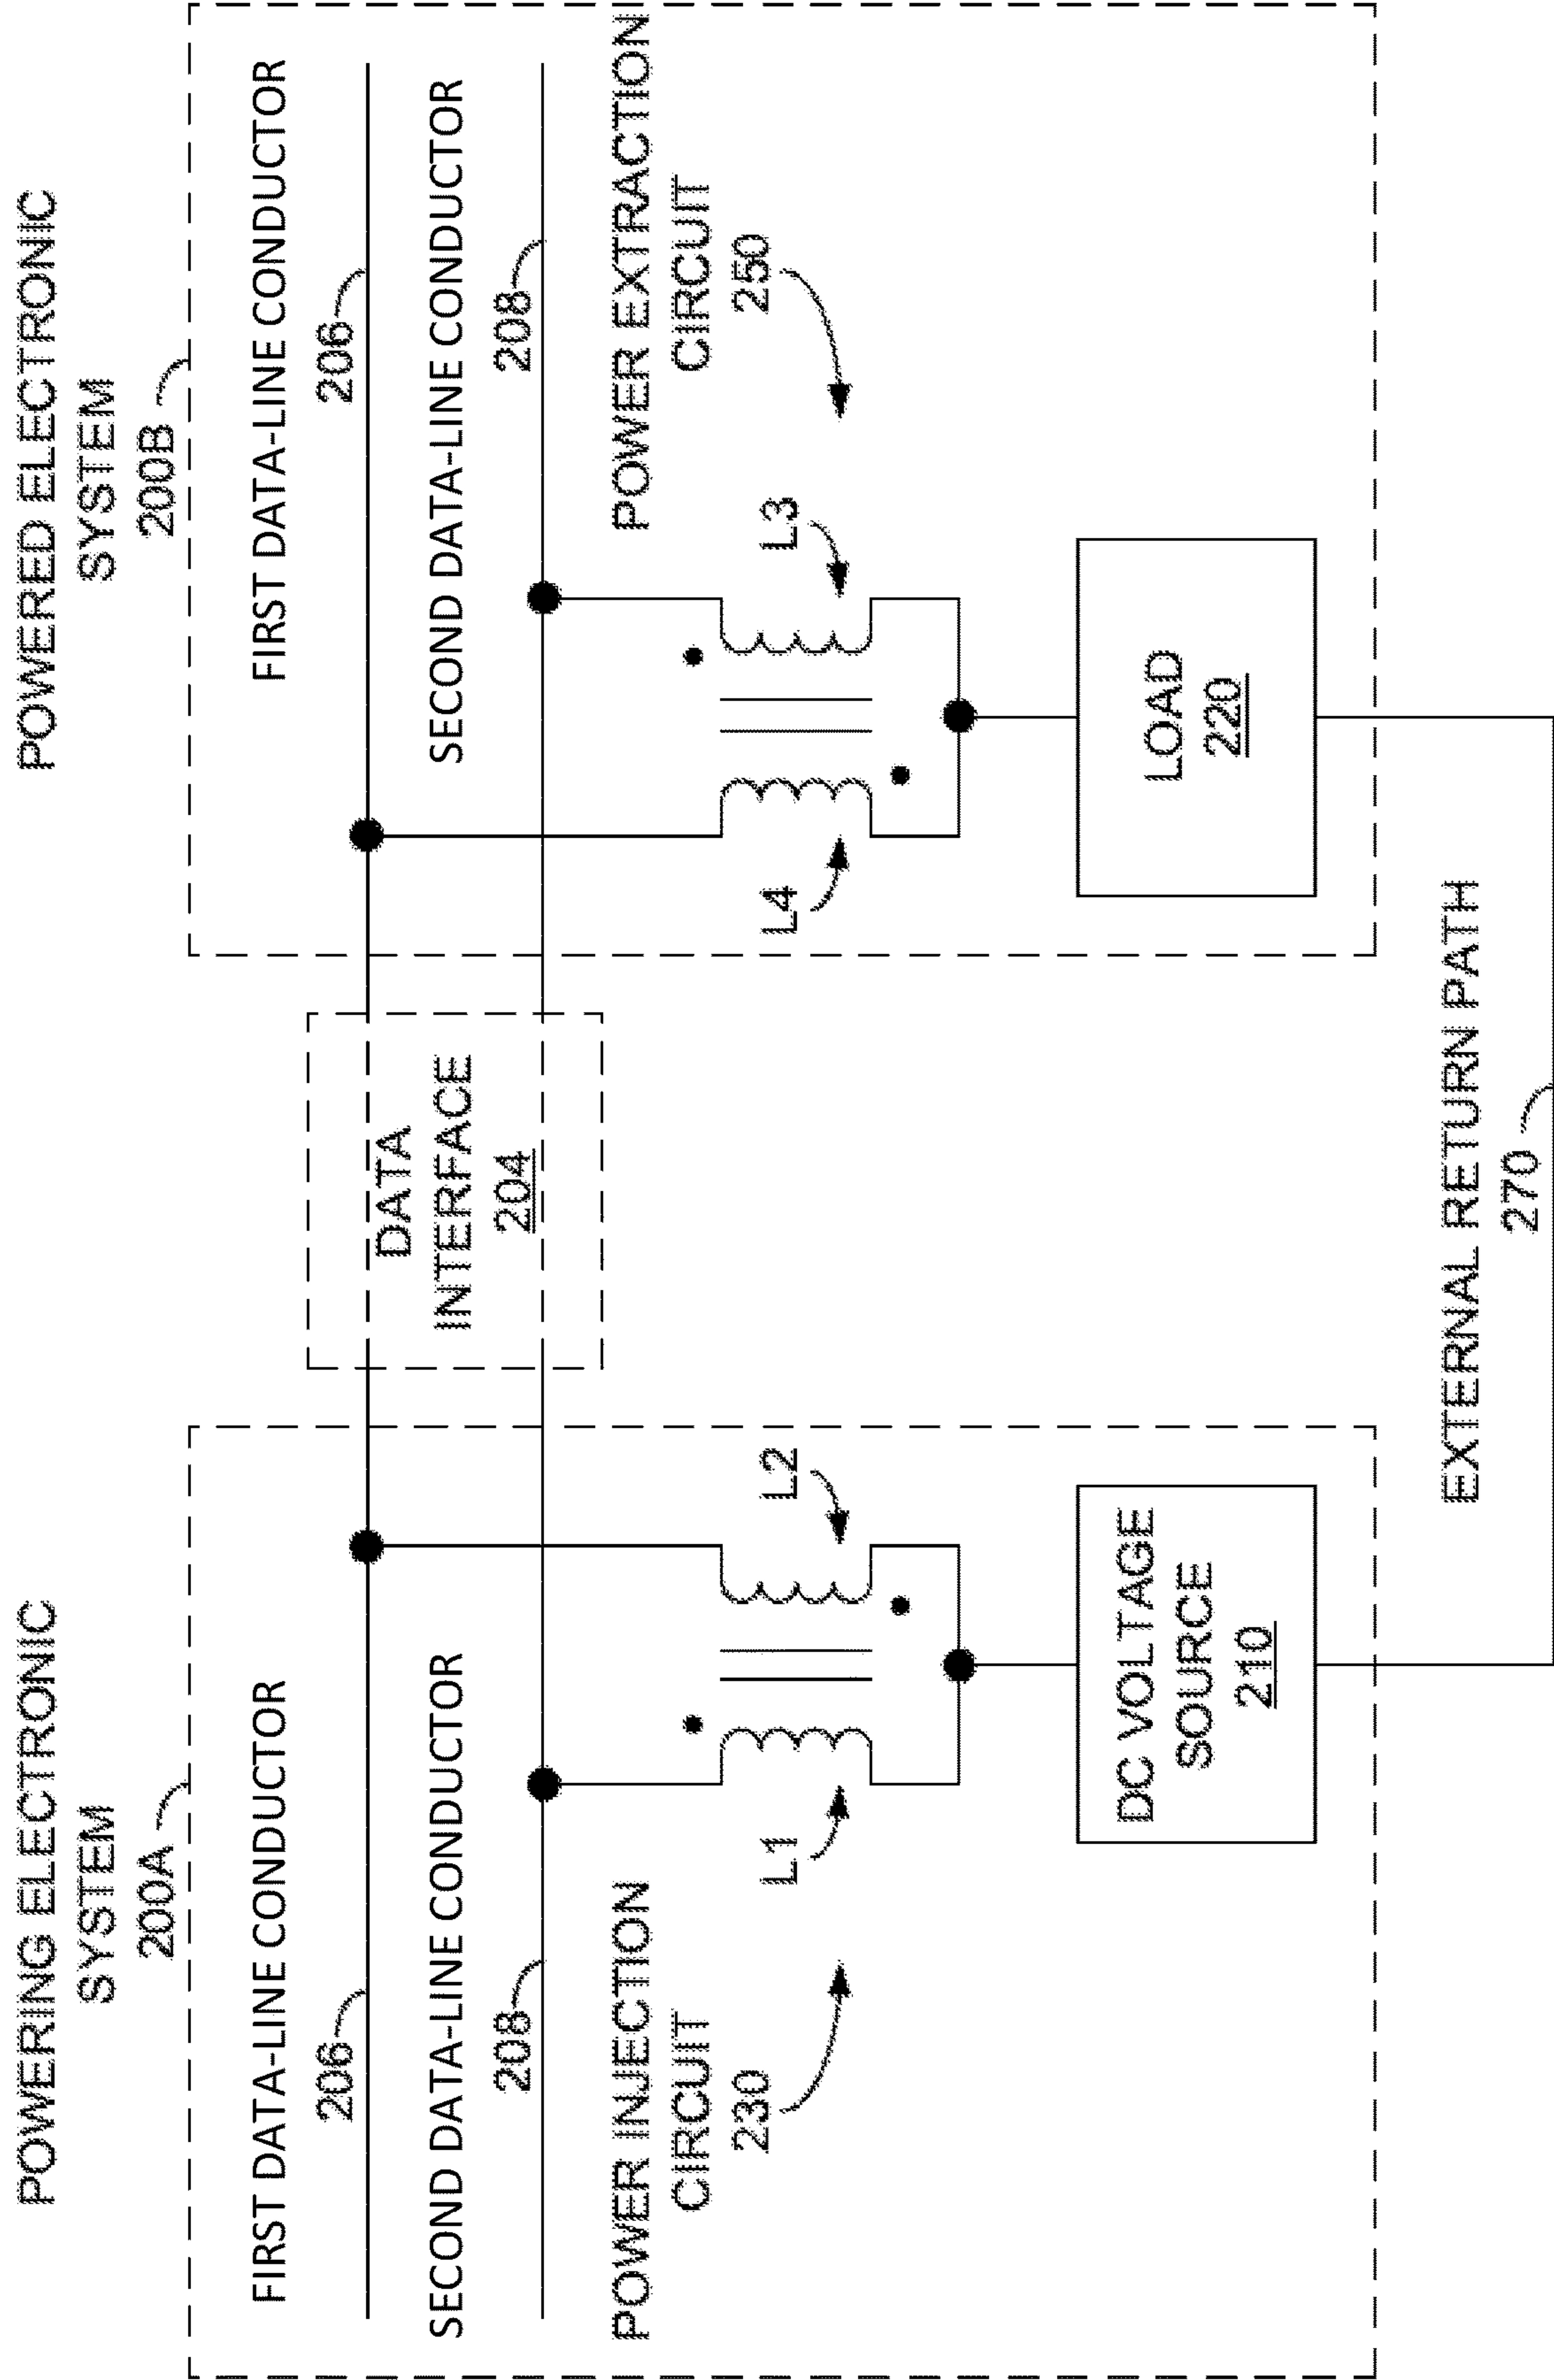 POWERING ELECTRONIC
SYSTEM
200A
FIRST DATA-LINE CONDUCTOR
206
SECOND DATA-LINE CONDUCTOR
208
POWER INJECTION
CIRCUIT
230
L1
L2
DC VOLTAGE
SOURCE
210
DATA
INTERFACE
204
POWERED ELECTRONIC
SYSTEM
200B
FIRST DATA-LINE CONDUCTOR
206
SECOND DATA-LINE CONDUCTOR
208
POWER EXTRACTION
CIRCUIT
250
L4
L3
LOAD
220
EXTERNAL RETURN PATH
270